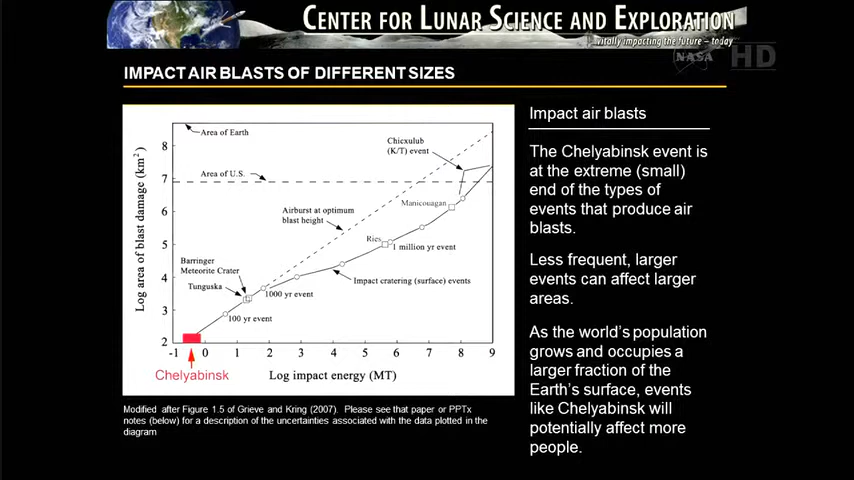 CENTER FOR LUNAR SCIENCE AND EXPLORATION
...vitally impacting the future – today
NASA HD
IMPACT AIR BLASTS OF DIFFERENT SIZES
Log area of blast damage (km²)
8
7
6
5
4
3
2
Area of Earth
Area of U.S.
Chicxulub
(K/T) event
Manicouagan
Airburst at optimum
blast height
Ries
1 million yr event
Barringer
Meteorite Crater
Tunguska
Impact cratering (surface) events
1000 yr event
100 yr event
-1 0 1 2 3 4 5 6 7 8 9
Chelyabinsk
Log impact energy (MT)
Modified after Figure 1.5 of Grieve and Kring (2007). Please see that paper or PPTx
notes (below) for a description of the uncertainties associated with the data plotted in the
diagram
Impact air blasts
The Chelyabinsk event is
at the extreme (small)
end of the types of
events that produce air
blasts.
Less frequent, larger
events can affect larger
areas.
As the world's population
grows and occupies a
larger fraction of the
Earth's surface, events
like Chelyabinsk will
potentially affect more
people.